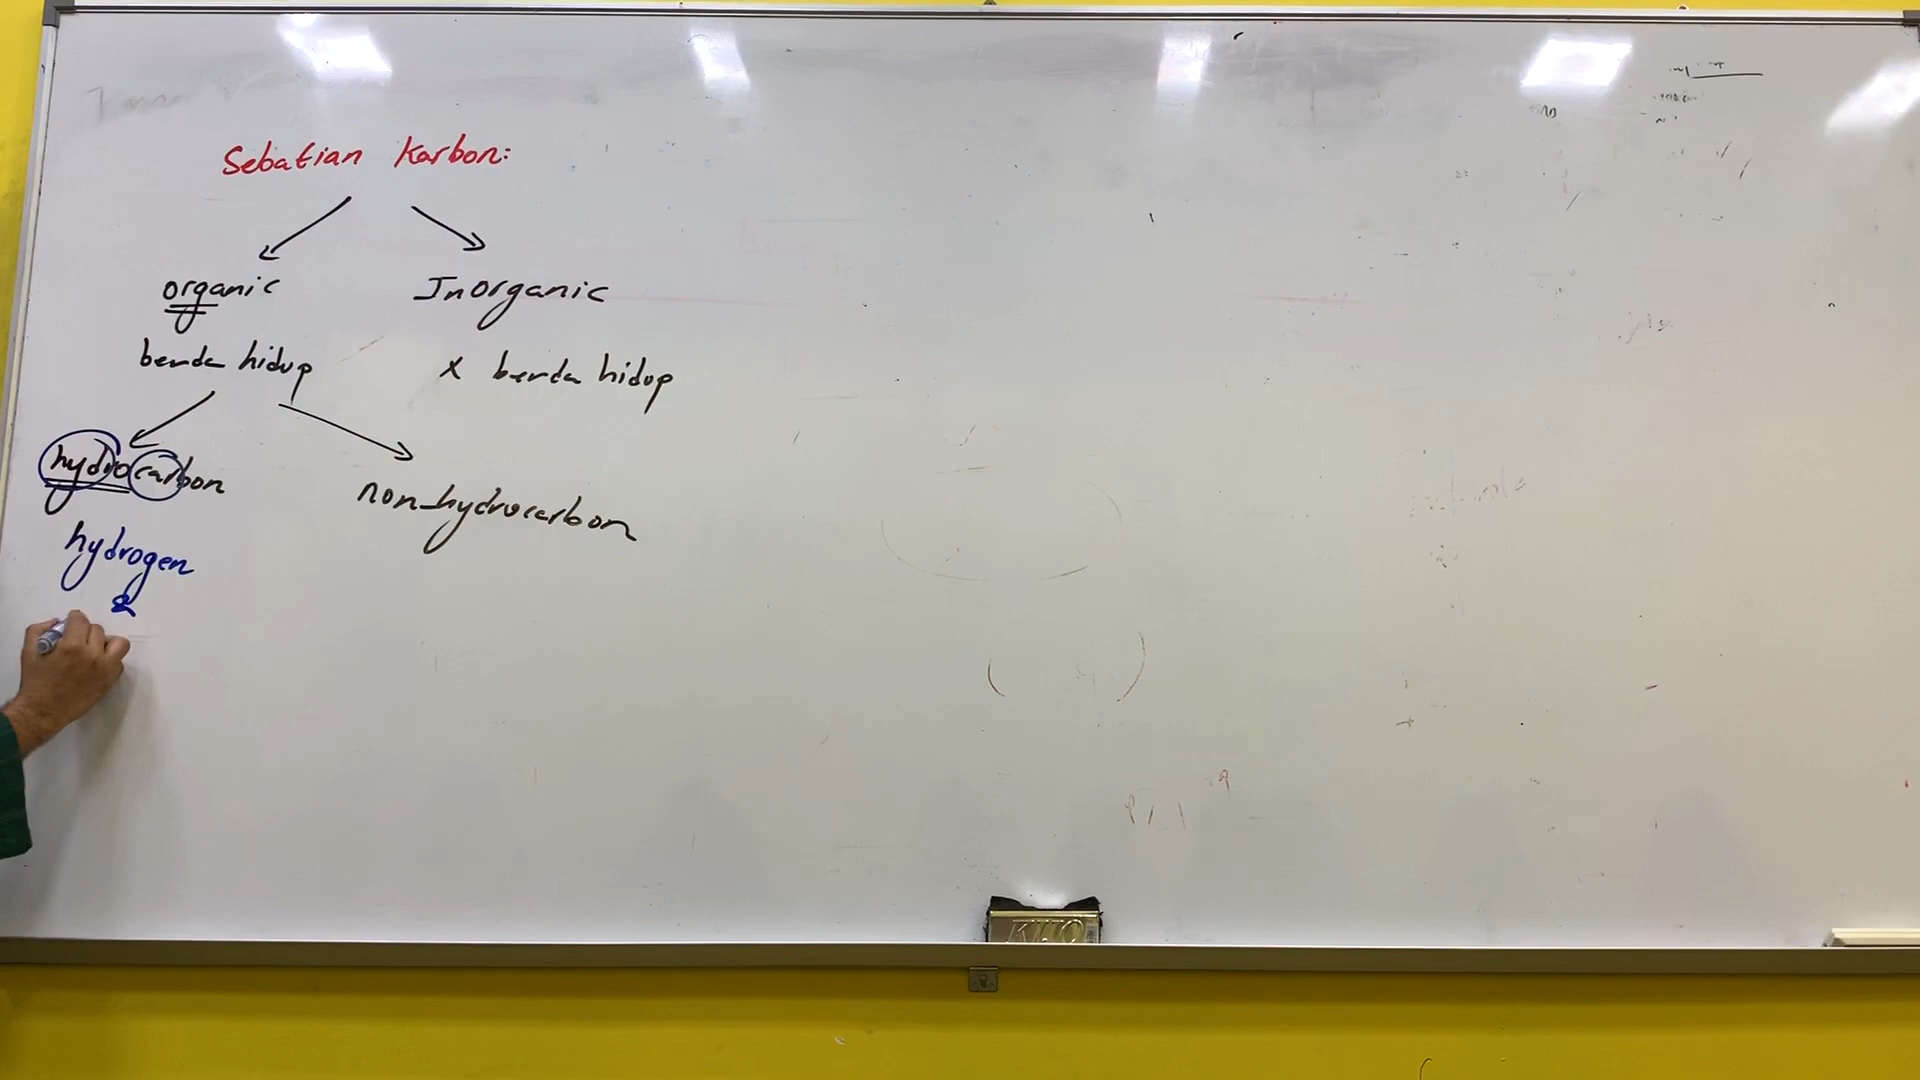 Sebatian Karbon:
organic Inorganic
benda hidup x benda hidup
hydrocarbon non-hydrocarbon
hydrogen
&